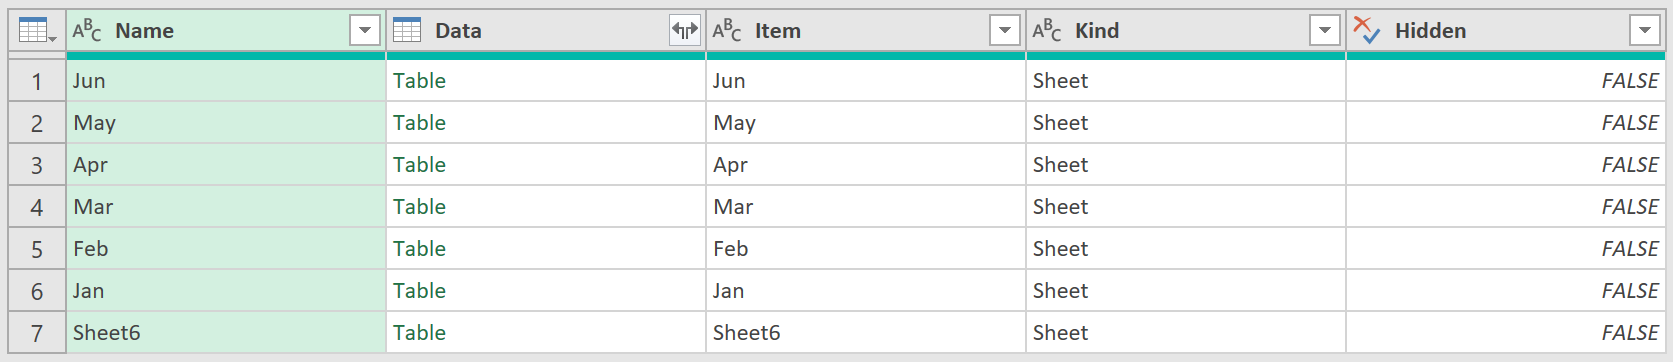 ABC Name Data ABC Item ABC Kind Hidden
1 Jun Table Jun Sheet FALSE
2 May Table May Sheet FALSE
3 Apr Table Apr Sheet FALSE
4 Mar Table Mar Sheet FALSE
5 Feb Table Feb Sheet FALSE
6 Jan Table Jan Sheet FALSE
7 Sheet6 Table Sheet6 Sheet FALSE